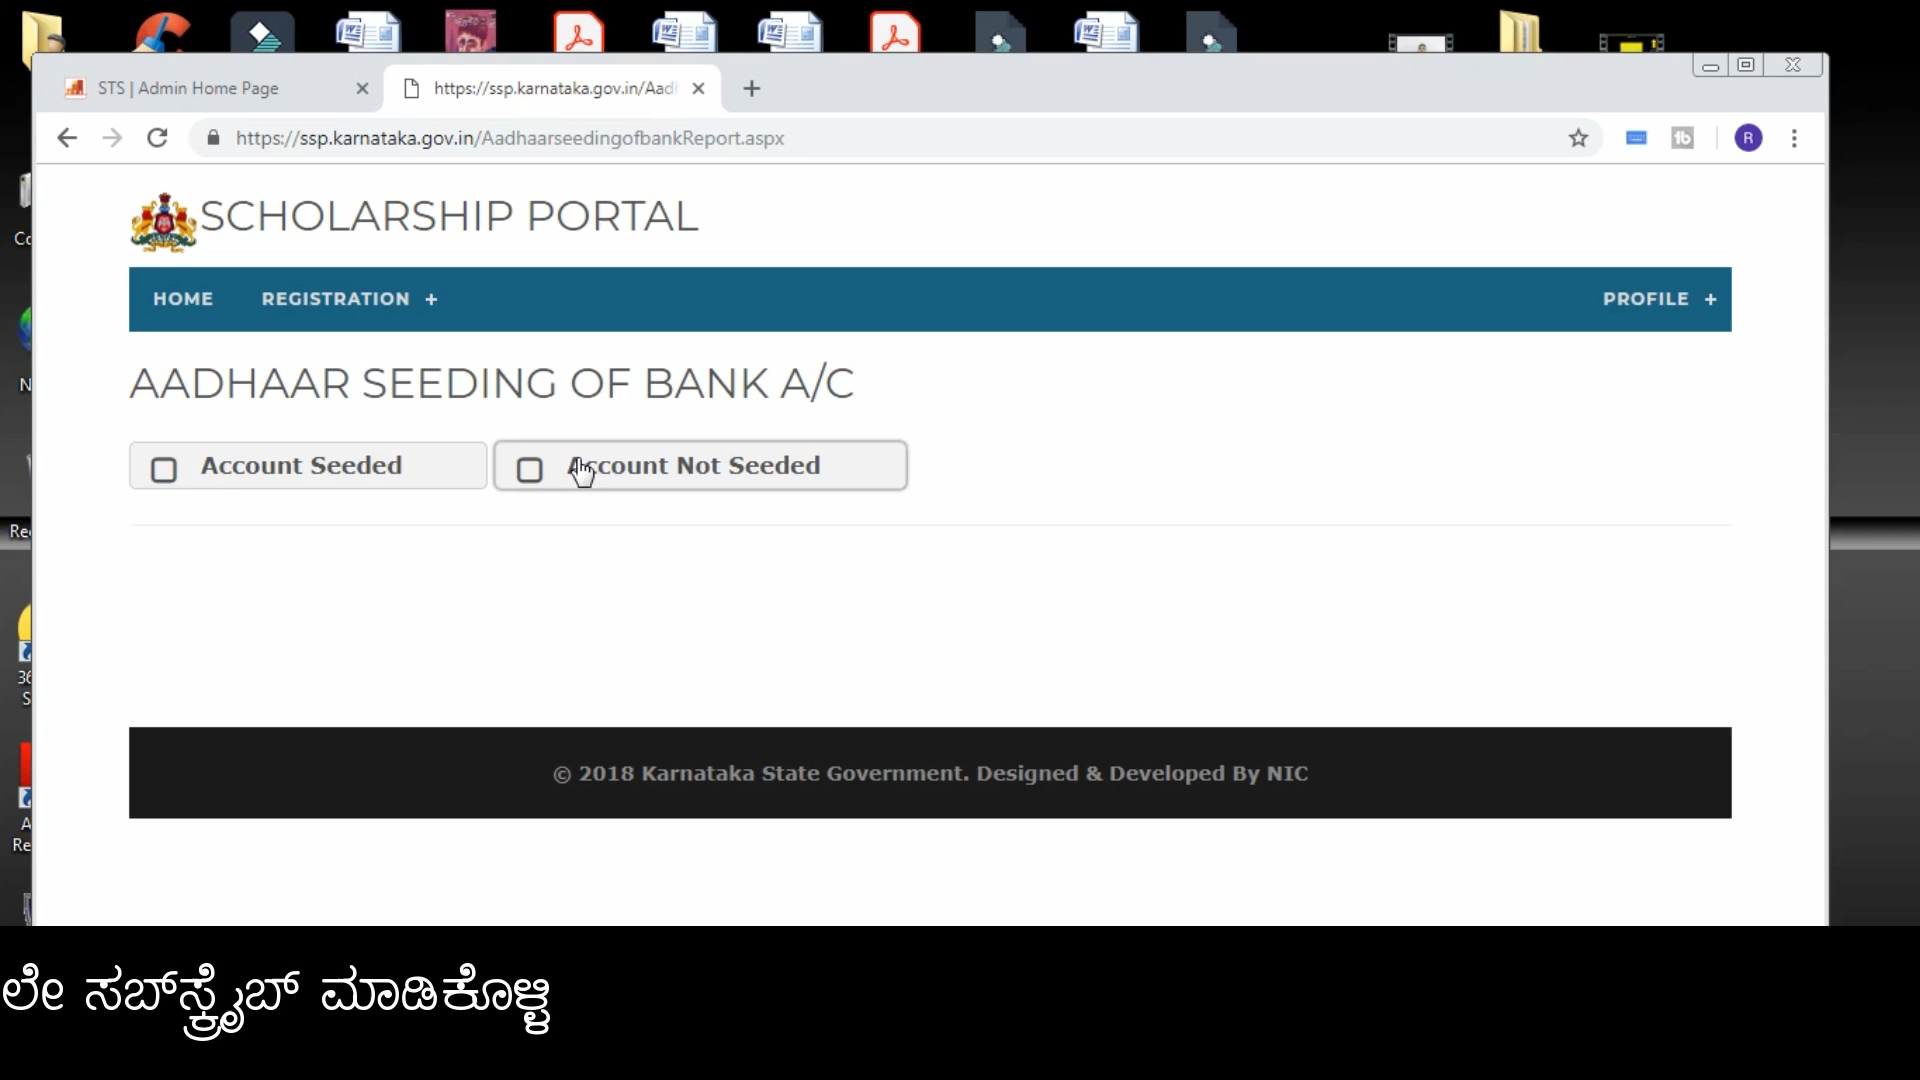 STS | Admin Home Page
https://ssp.karnataka.gov.in/Aad
https://ssp.karnataka.gov.in/AadhaarseedingofbankReport.aspx
R
SCHOLARSHIP PORTAL
HOME REGISTRATION + PROFILE +
AADHAAR SEEDING OF BANK A/C
Account Seeded
Account Not Seeded
© 2018 Karnataka State Government. Designed & Developed By NIC
ಲೇ ಸಬ್‌ಸ್ಕ್ರೈಬ್ ಮಾಡಿಕೊಳ್ಳಿ